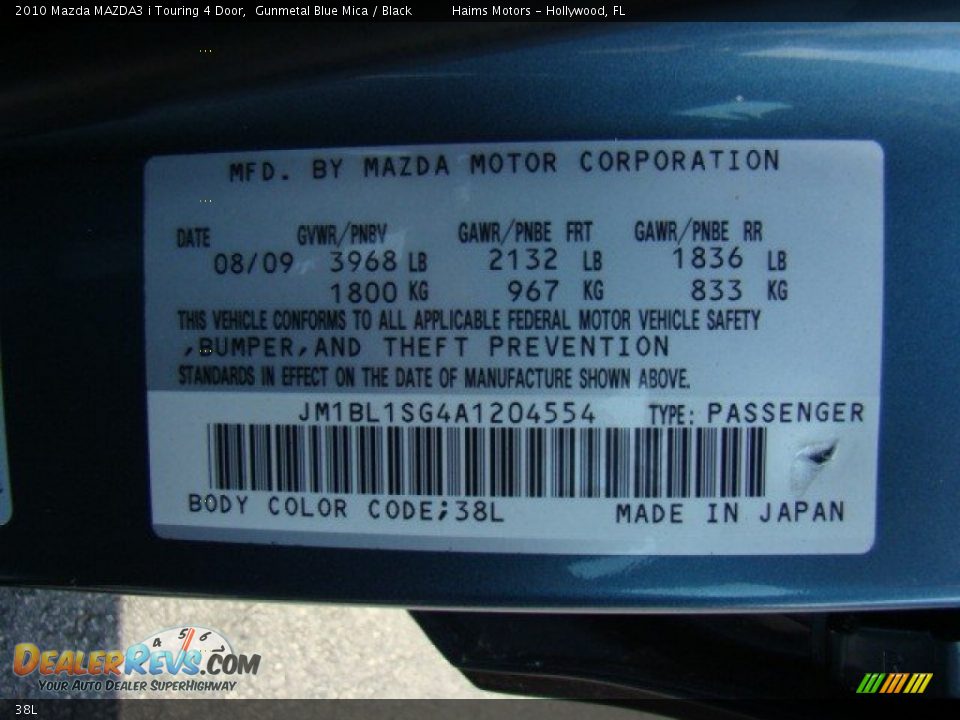 2010 Mazda MAZDA3 i Touring 4 Door, Gunmetal Blue Mica / Black Haims Motors - Hollywood, FL
MFD. BY MAZDA MOTOR CORPORATION
DATE GVWR/PNBV GAWR/PNBE FRT GAWR/PNBE RR
08/09 3968 LB 2132 LB 1836 LB
1800 KG 967 KG 833 KG
THIS VEHICLE CONFORMS TO ALL APPLICABLE FEDERAL MOTOR VEHICLE SAFETY
,BUMPER,AND THEFT PREVENTION
STANDARDS IN EFFECT ON THE DATE OF MANUFACTURE SHOWN ABOVE.
JM1BL1SG4A1204554 TYPE: PASSENGER
BODY COLOR CODE;38L MADE IN JAPAN
4 5 6
DEALERREVS.COM
YOUR AUTO DEALER SUPERHIGHWAY
38L